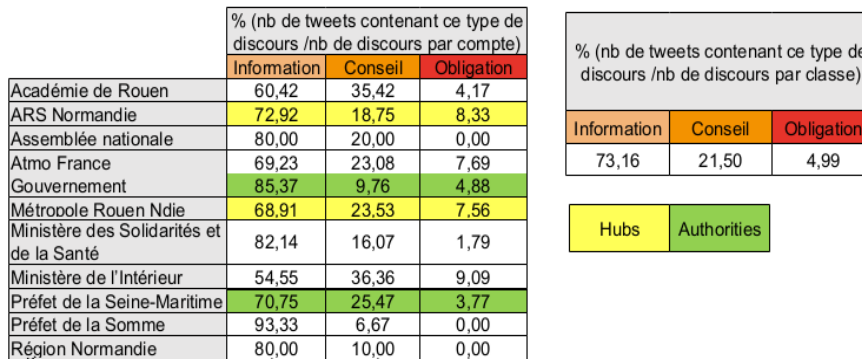 % (nb de tweets contenant ce type de
discours /nb de discours par compte)
Information Conseil Obligation
Académie de Rouen 60,42 35,42 4,17
ARS Normandie 72,92 18,75 8,33
Assemblée nationale 80,00 20,00 0,00
Atmo France 69,23 23,08 7,69
Gouvernement 85,37 9,76 4,88
Métropole Rouen Ndie 68,91 23,53 7,56
Ministère des Solidarités et
de la Santé 82,14 16,07 1,79
Ministère de l'Intérieur 54,55 36,36 9,09
Préfet de la Seine-Maritime 70,75 25,47 3,77
Préfet de la Somme 93,33 6,67 0,00
Région Normandie 80,00 10,00 0,00
% (nb de tweets contenant ce type de
discours /nb de discours par classe)
Information Conseil Obligation
73,16 21,50 4,99
Hubs Authorities